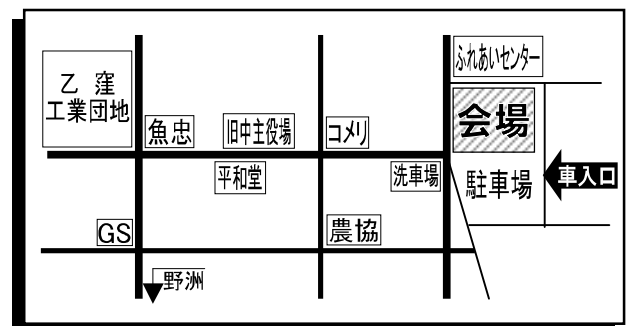 ふれあいセンター
乙窪
工業団地
魚忠
旧中主役場
コメリ
会場
平和堂
洗車場
駐車場
車入口
GS
農協
野洲